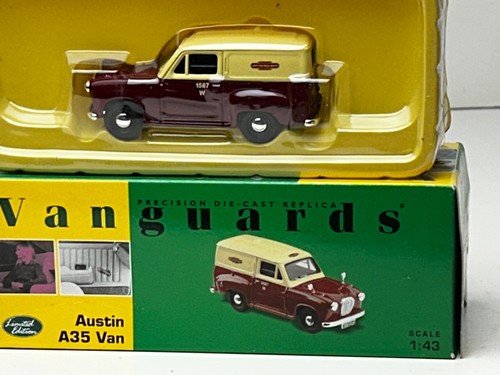 1567
W
PRECISION DIE-CAST REPLICA
Vanguards
Limited
Edition
Austin
A35 Van
SCALE
1:43